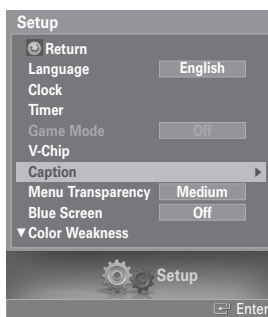 Setup
Return
Language English
Clock
Timer
Game Mode Off
V-Chip
Caption
Menu Transparency Medium
Blue Screen Off
Color Weakness
Setup
Enter